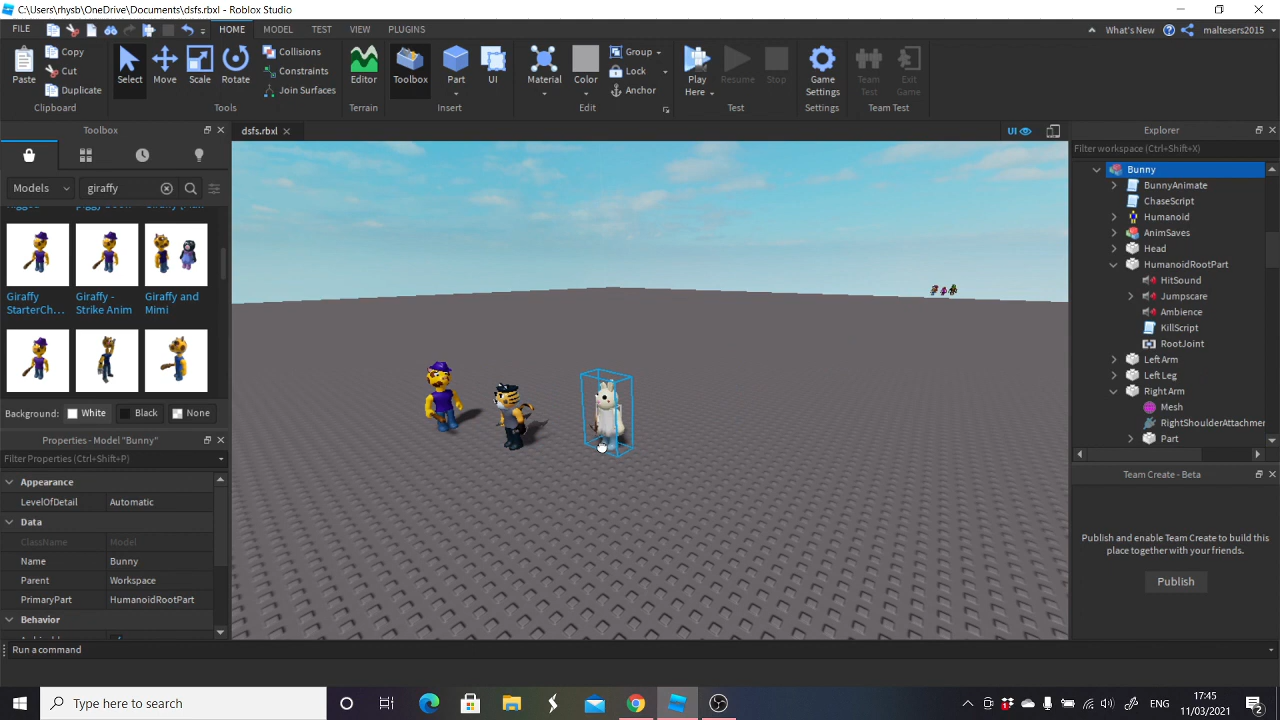 C:\Users\rhysb\OneDrive\Documents\dsfs.rbxl - Roblox Studio
FILE HOME MODEL TEST VIEW PLUGINS What's New maltesers2015
Paste Copy Cut Duplicate Clipboard
Select Move Scale Rotate Collisions Constraints Join Surfaces Tools
Editor Terrain
Toolbox Part UI Insert
Material Color Group Lock Anchor Edit
Play Here Resume Stop Test
Game Settings Settings
Team Test Exit Game Team Test
Toolbox
Models giraffy
Giraffy StarterCh...
Giraffy - Strike Anim
Giraffy and Mimi
Background: White Black None
Properties - Model "Bunny"
Filter Properties (Ctrl+Shift+P)
Appearance
LevelOfDetail Automatic
Data
ClassName Model
Name Bunny
Parent Workspace
PrimaryPart HumanoidRootPart
Behavior
dsfs.rbxl
UI
Explorer
Filter workspace (Ctrl+Shift+X)
Bunny
BunnyAnimate
ChaseScript
Humanoid
AnimSaves
Head
HumanoidRootPart
HitSound
Jumpscare
Ambience
KillScript
RootJoint
Left Arm
Left Leg
Right Arm
Mesh
RightShoulderAttachmer
Part
Team Create - Beta
Publish and enable Team Create to build this
place together with your friends.
Publish
Run a command
Type here to search
ENG
17:45
11/03/2021
2